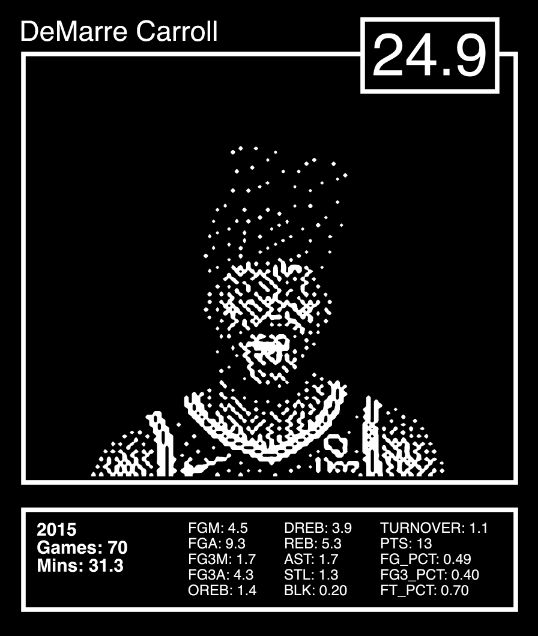 DeMarre Carroll
24.9
2015
Games: 70
Mins: 31.3
FGM: 4.5
FGA: 9.3
FG3M: 1.7
FG3A: 4.3
OREB: 1.4
DREB: 3.9
REB: 5.3
AST: 1.7
STL: 1.3
BLK: 0.20
TURNOVER: 1.1
PTS: 13
FG_PCT: 0.49
FG3_PCT: 0.40
FT_PCT: 0.70